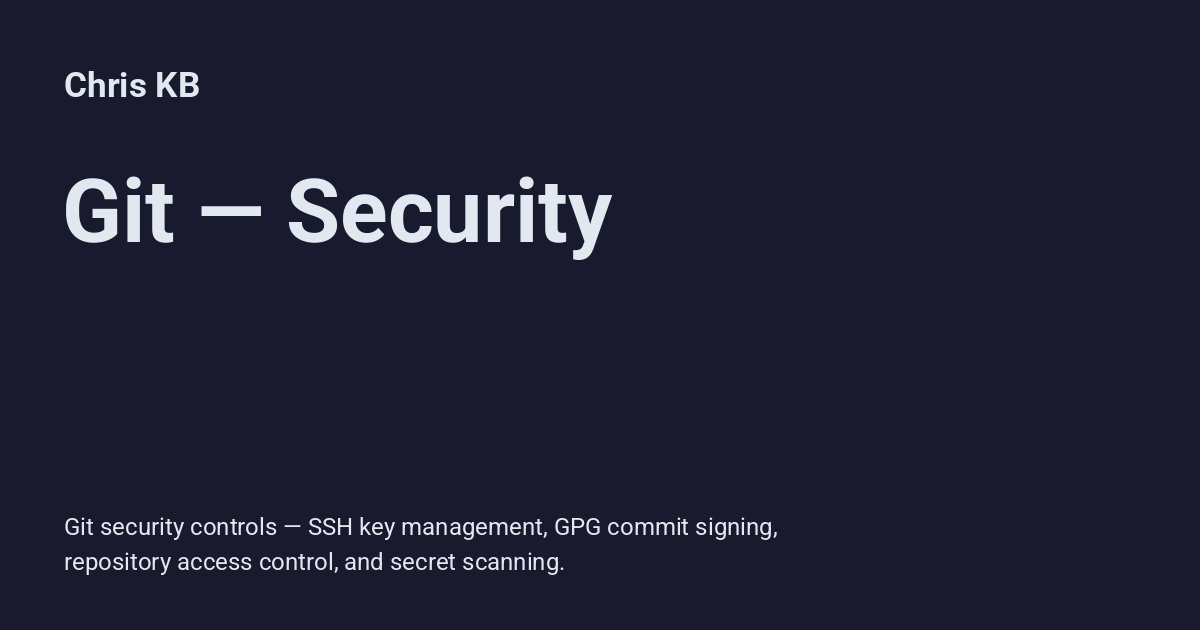 Chris KB
Git — Security
Git security controls — SSH key management, GPG commit signing,
repository access control, and secret scanning.